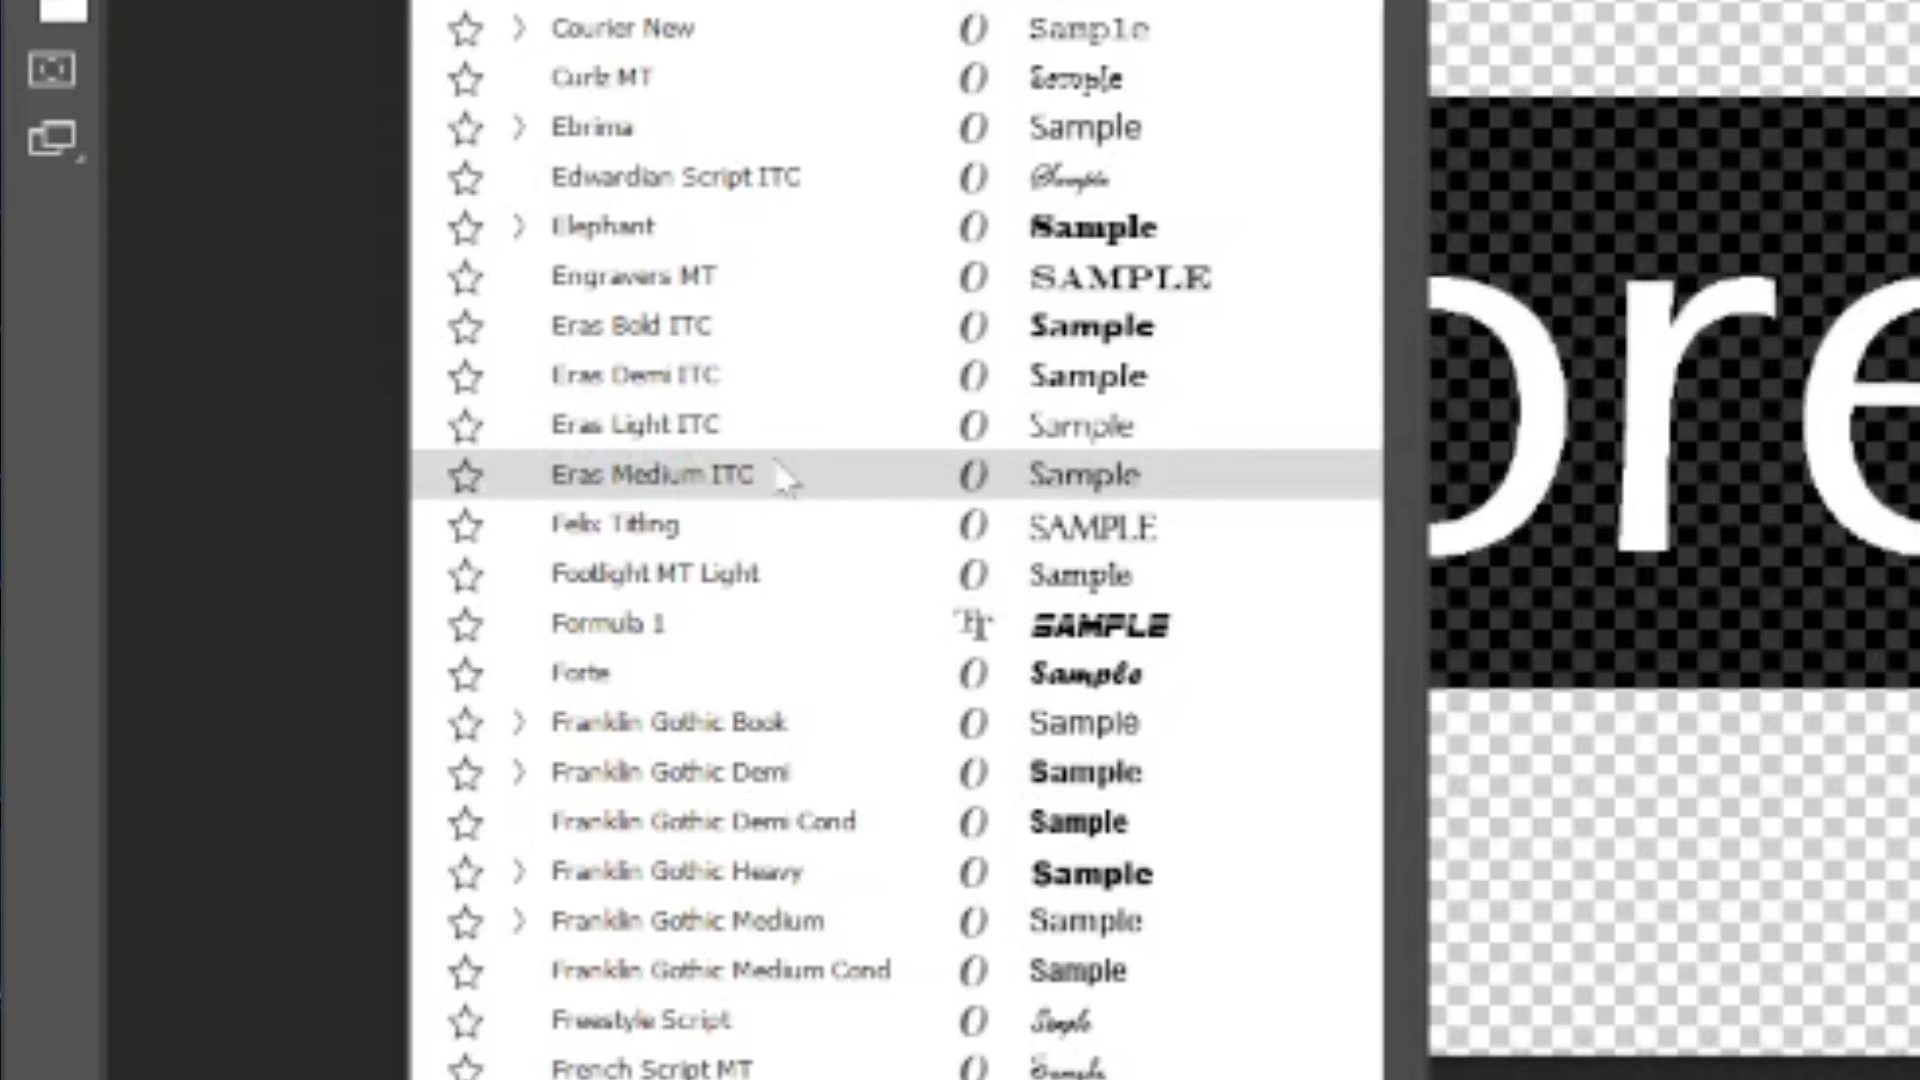 Courier New Sample
Curlz MT Sample
Ebrima Sample
Edwardian Script ITC Sample
Elephant Sample
Engravers MT SAMPLE
Eras Bold ITC Sample
Eras Demi ITC Sample
Eras Light ITC Sample
Eras Medium ITC Sample
Felix Titling SAMPLE
Footlight MT Light Sample
Formula 1 SAMPLE
Forte Sample
Franklin Gothic Book Sample
Franklin Gothic Demi Sample
Franklin Gothic Demi Cond Sample
Franklin Gothic Heavy Sample
Franklin Gothic Medium Sample
Franklin Gothic Medium Cond Sample
Freestyle Script Sample
French Script MT Sample
ore